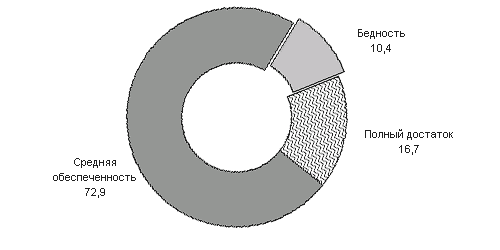 Бедность
10,4
Полный достаток
16,7
Средняя
обеспеченность
72,9